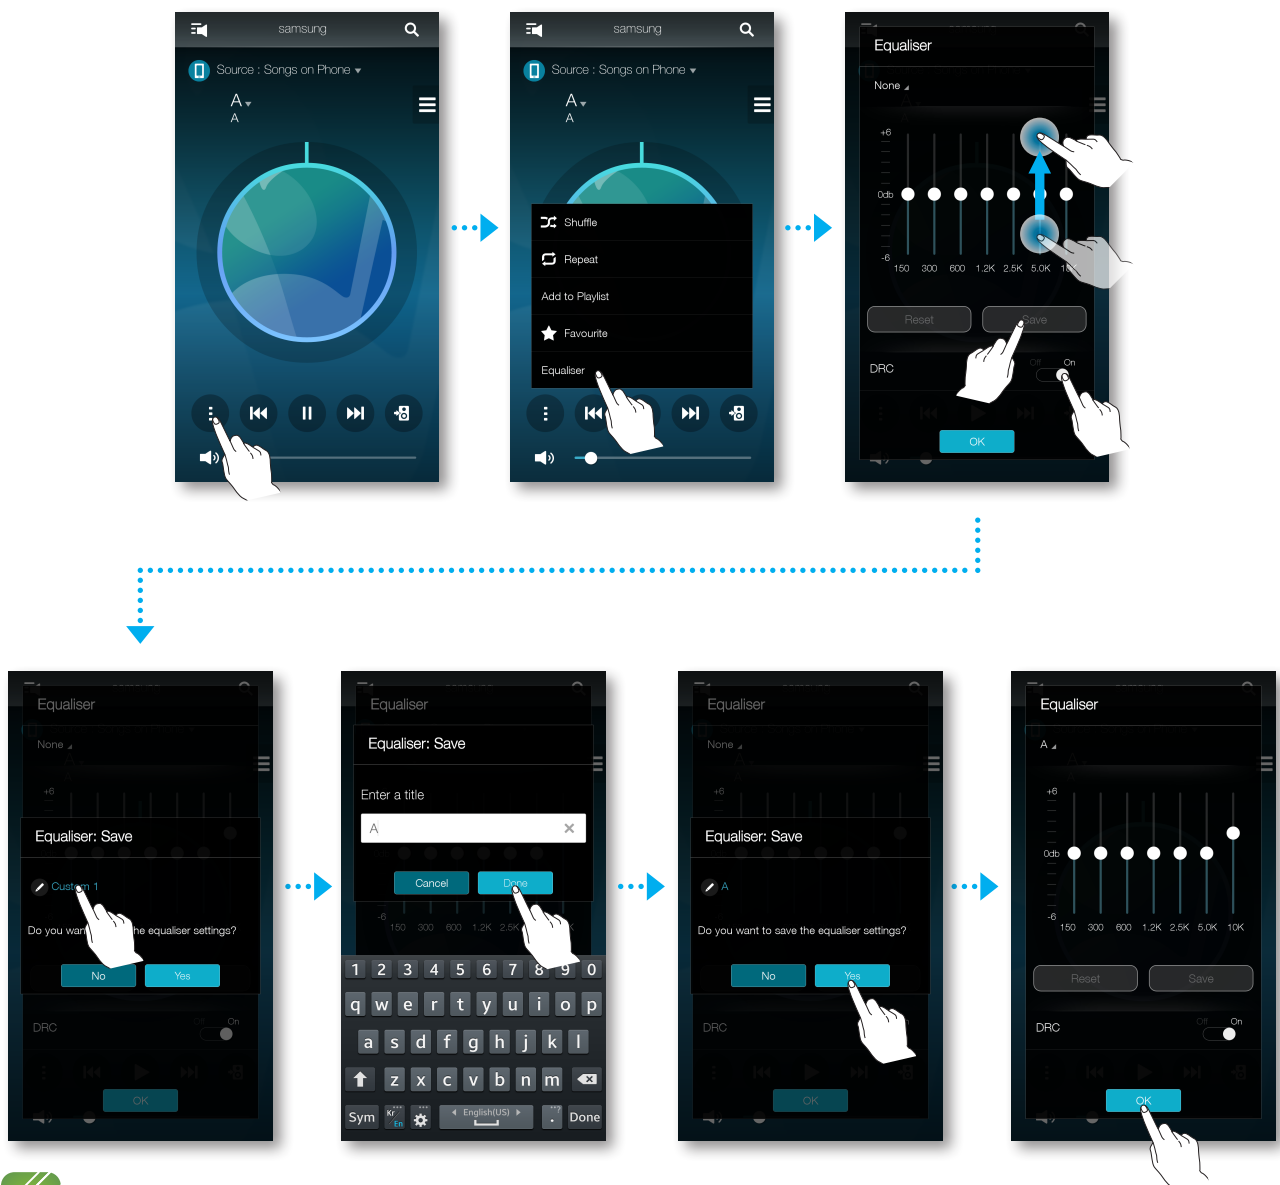 samsung
Source : Songs on Phone
A
A
samsung
Source : Songs on Phone
A
A
Shuffle
Repeat
Add to Playlist
Favourite
Equaliser
Equaliser
None
+6
0db
-6
150 300 600 1.2K 2.5K 5.0K
Reset Save
Off On
DRC
OK
Equaliser
None
+6
Equaliser: Save
Custom 1
Do you want the equaliser settings?
No Yes
On
DRC
OK
Equaliser
Equaliser: Save
Enter a title
A
Cancel Done
-6
150 300 600 1.2K 2.5K
1 2 3 4 5 6 7 8 9 0
q w e r t y u i o p
a s d f g h j k l
z x c v b n m
Sym Kr En English(US) . Done
Equaliser
None
+6
Equaliser: Save
A
Do you want to save the equaliser settings?
No Yes
DRC
OK
Equaliser
A
+6
0db
-6
150 300 600 1.2K 2.5K 5.0K 10K
Reset Save
Off On
DRC
OK